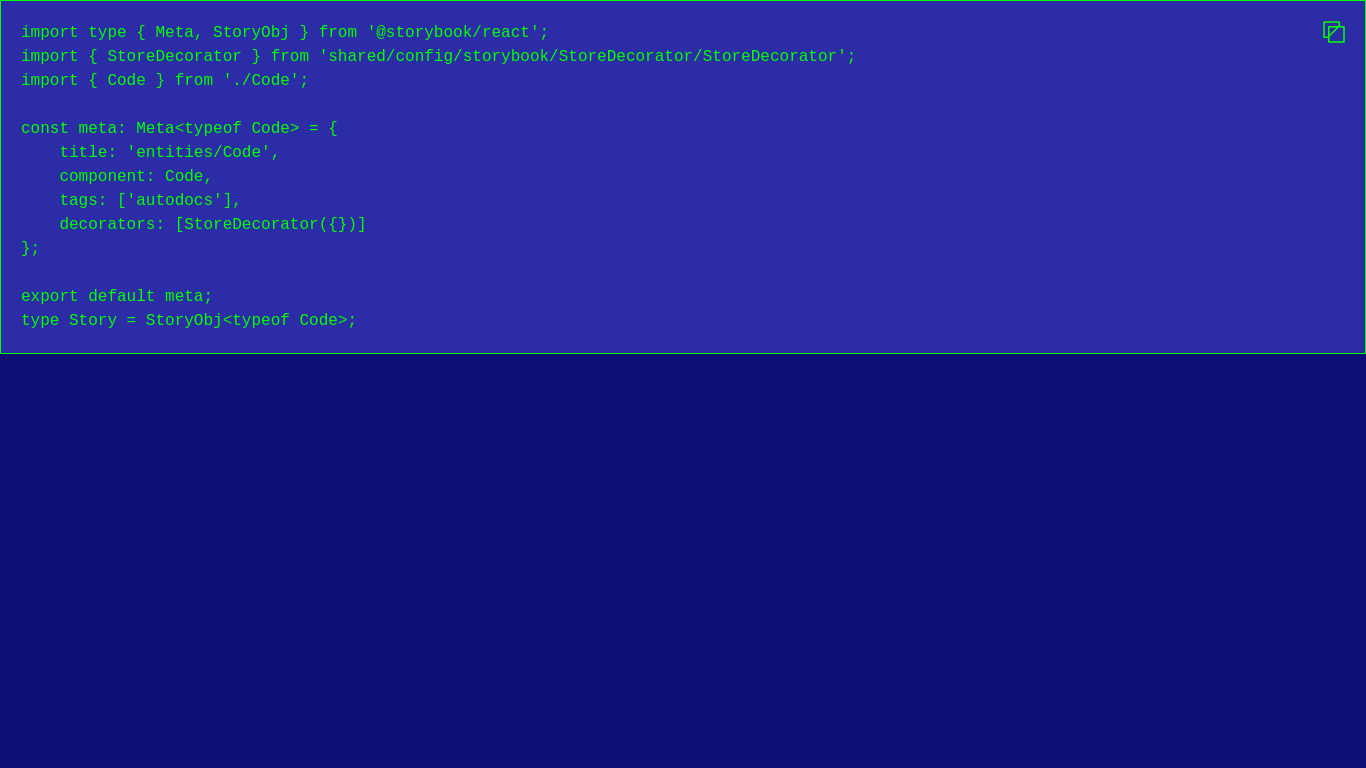 import type { Meta, StoryObj } from '@storybook/react';
import { StoreDecorator } from 'shared/config/storybook/StoreDecorator/StoreDecorator';
import { Code } from './Code';

const meta: Meta<typeof Code> = {
    title: 'entities/Code',
    component: Code,
    tags: ['autodocs'],
    decorators: [StoreDecorator({})]
};

export default meta;
type Story = StoryObj<typeof Code>;